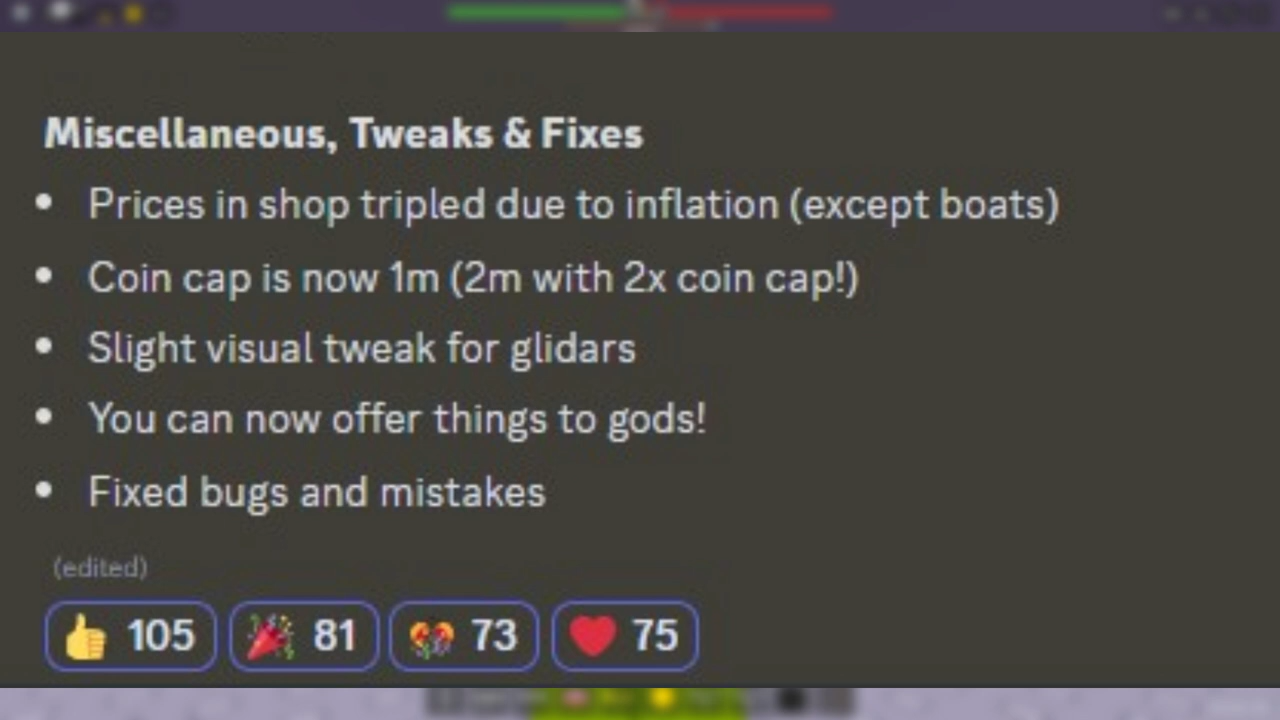 Miscellaneous, Tweaks & Fixes
• Prices in shop tripled due to inflation (except boats)
• Coin cap is now 1m (2m with 2x coin cap!)
• Slight visual tweak for glidars
• You can now offer things to gods!
• Fixed bugs and mistakes
(edited)
105 81 73 75